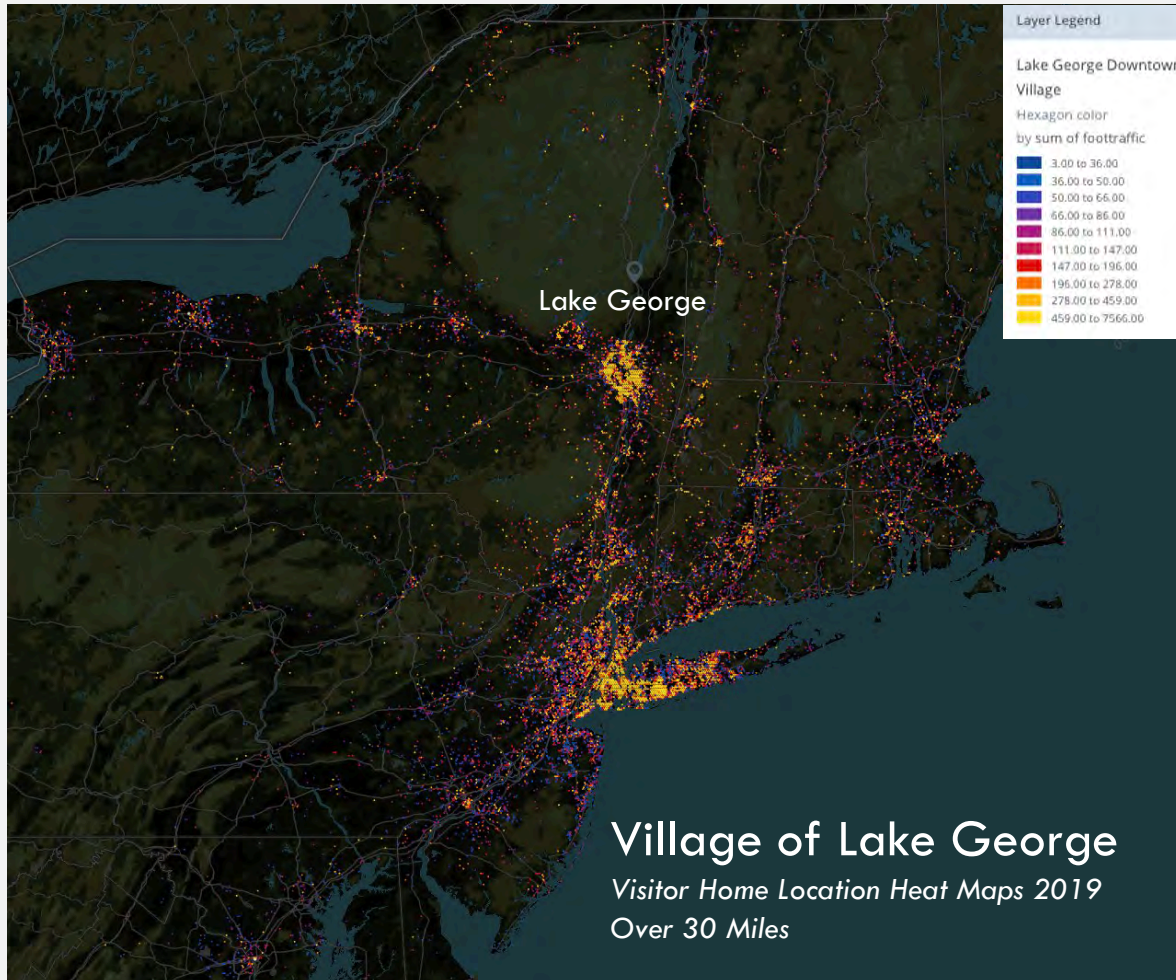 Layer Legend
Lake George Downtown
Village
Hexagon color
by sum of foottraffic
3.00 to 36.00
36.00 to 50.00
50.00 to 66.00
66.00 to 86.00
86.00 to 111.00
111.00 to 147.00
147.00 to 196.00
196.00 to 278.00
278.00 to 459.00
459.00 to 7566.00
Lake George
Village of Lake George
Visitor Home Location Heat Maps 2019
Over 30 Miles